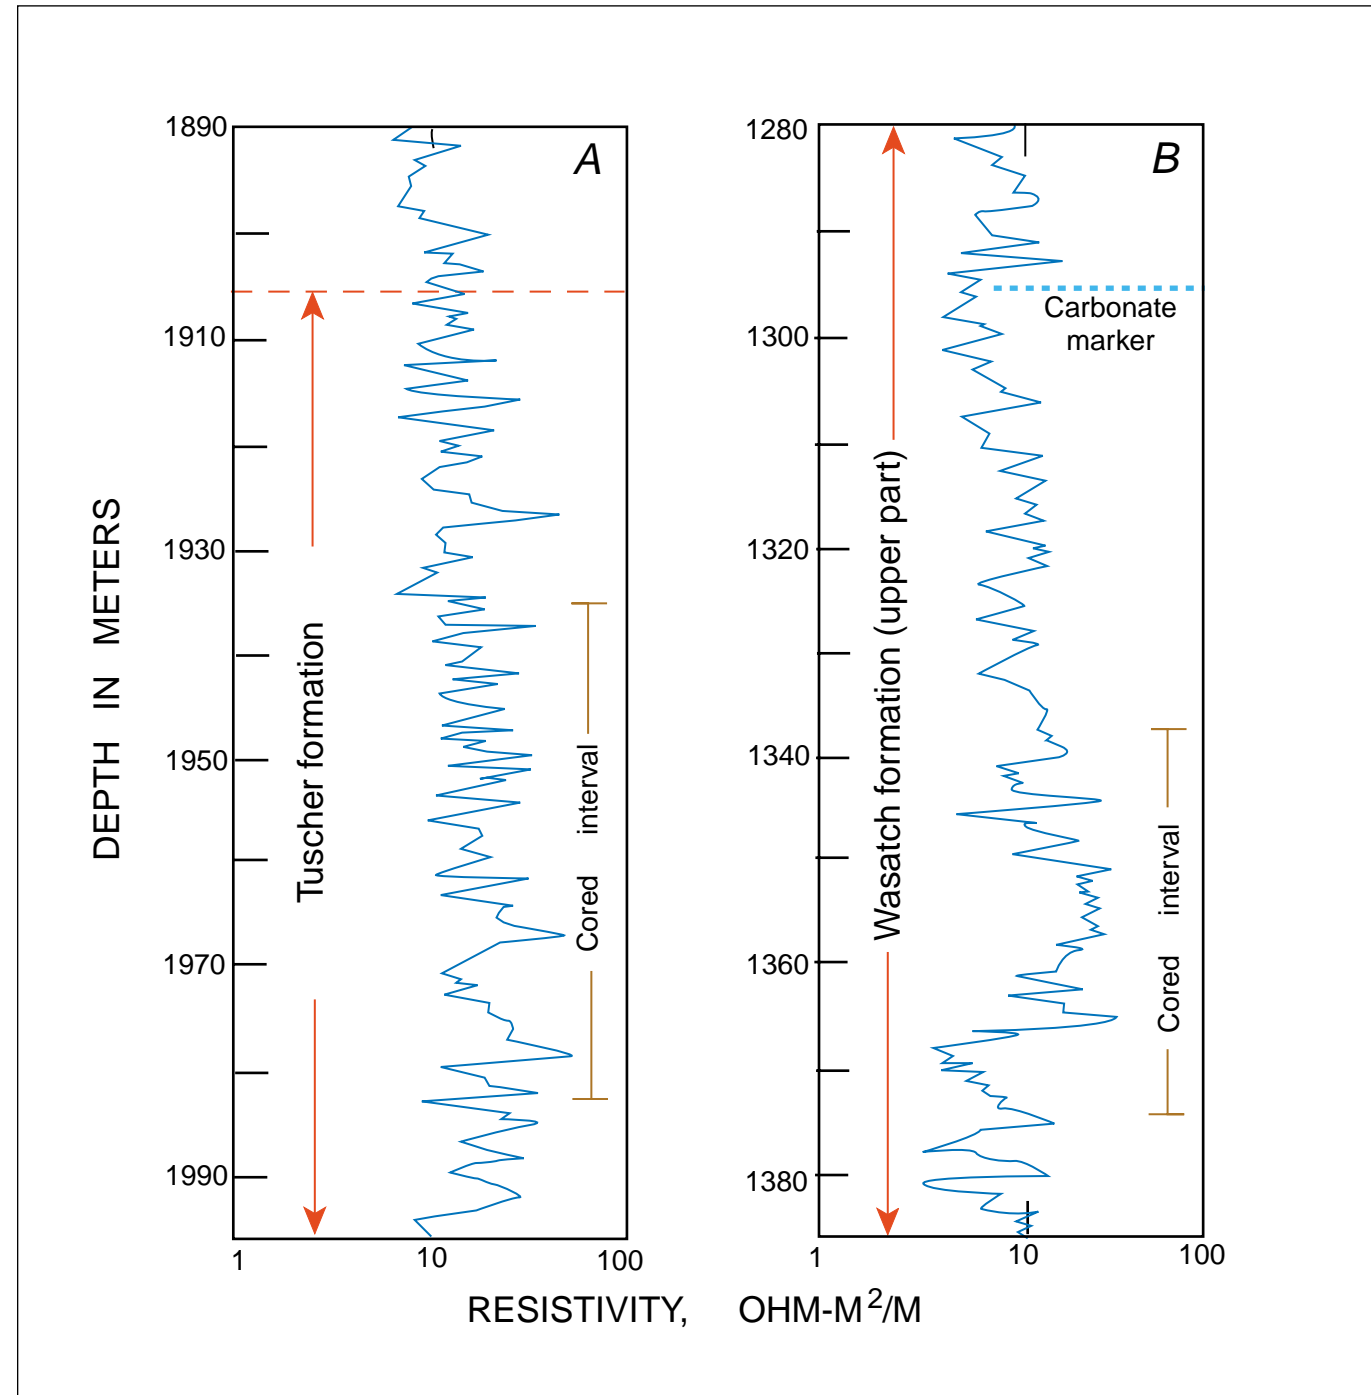 A
1890
1910
1930
1950
1970
1990
DEPTH IN METERS
Tuscher formation
Cored interval
1
10
100
B
1280
1300
1320
1340
1360
1380
Carbonate
marker
Wasatch formation (upper part)
Cored interval
1
10
100
RESISTIVITY, OHM-M²/M